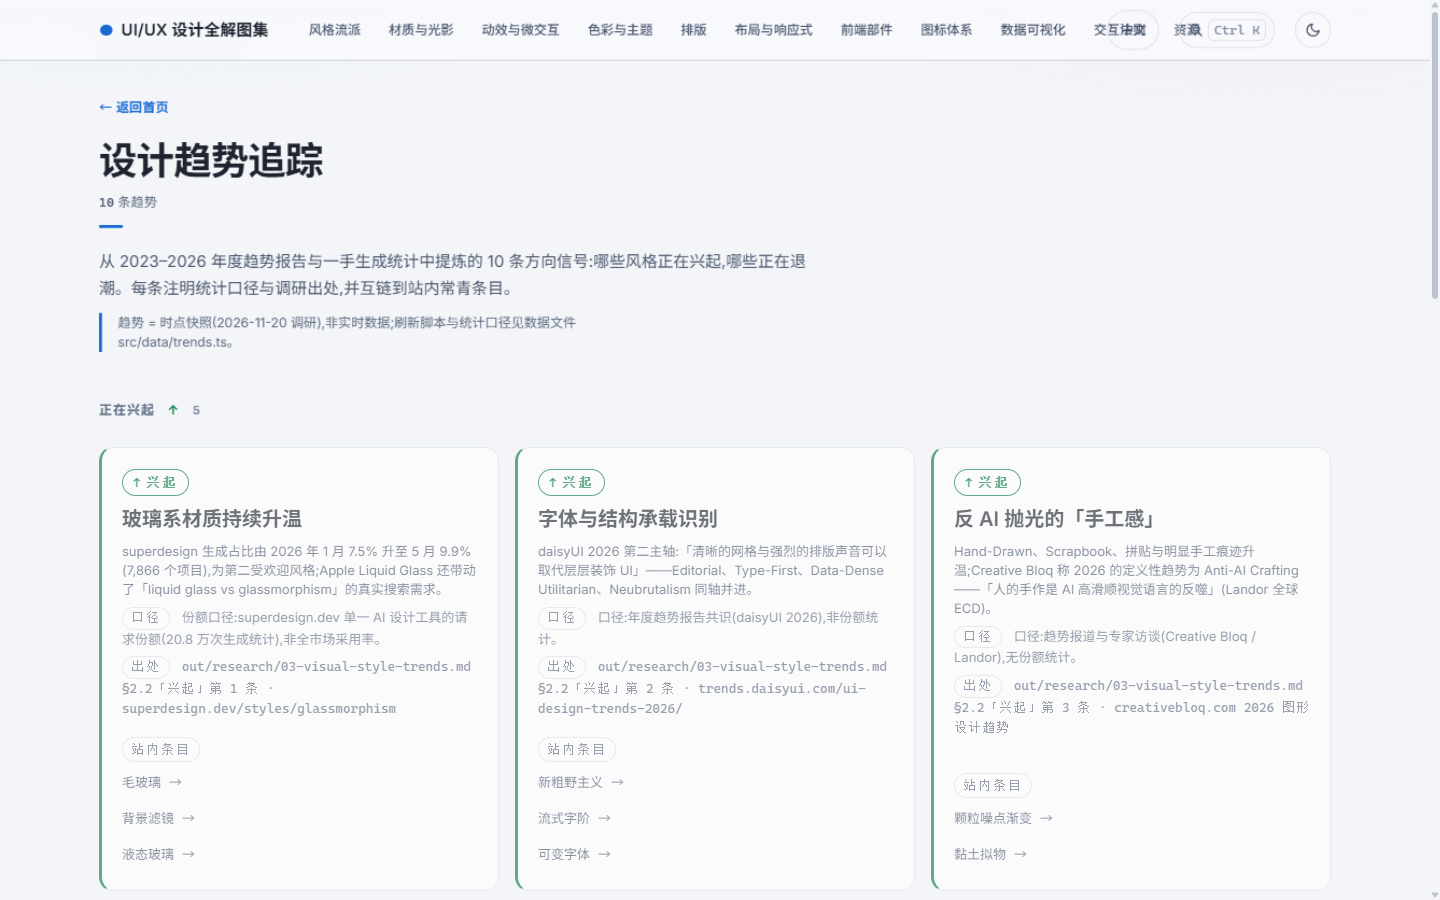 UI/UX 设计全解图集 风格流派 材质与光影 动效与微交互 色彩与主题 排版 布局与响应式 前端部件 图标体系 数据可视化 交互 资源 Ctrl K
← 返回首页
设计趋势追踪
10 条趋势
从 2023–2026 年度趋势报告与一手生成统计中提炼的 10 条方向信号:哪些风格正在兴起,哪些正在退
潮。每条注明统计口径与调研出处,并互链到站内常青条目。
趋势 = 时点快照(2026-11-20 调研),非实时数据;刷新脚本与统计口径见数据文件
src/data/trends.ts。
正在兴起 ↑ 5
↑ 兴起
玻璃系材质持续升温
superdesign 生成占比由 2026 年 1 月 7.5% 升至 5 月 9.9%
(7,866 个项目),为第二受欢迎风格;Apple Liquid Glass 还带动
了「liquid glass vs glassmorphism」的真实搜索需求。
口径 份额口径:superdesign.dev 单一 AI 设计工具的请
求份额(20.8 万次生成统计),非全市场采用率。
出处 out/research/03-visual-style-trends.md
§2.2「兴起」第 1 条 ·
superdesign.dev/styles/glassmorphism
站内条目
毛玻璃 →
背景滤镜 →
液态玻璃 →
↑ 兴起
字体与结构承载识别
daisyUI 2026 第二主轴:「清晰的网格与强烈的排版声音可以
取代层层装饰 UI」——Editorial、Type-First、Data-Dense
Utilitarian、Neubrutalism 同轴并进。
口径 口径:年度趋势报告共识(daisyUI 2026),非份额统
计。
出处 out/research/03-visual-style-trends.md
§2.2「兴起」第 2 条 · trends.daisyui.com/ui-
design-trends-2026/
站内条目
新粗野主义 →
流式字阶 →
可变字体 →
↑ 兴起
反 AI 抛光的「手工感」
Hand-Drawn、Scrapbook、拼贴与明显手工痕迹升
温;Creative Bloq 称 2026 的定义性趋势为 Anti-AI Crafting
——「人的手作是 AI 高滑顺视觉语言的反噬」(Landor 全球
ECD)。
口径 口径:趋势报道与专家访谈(Creative Bloq /
Landor),无份额统计。
出处 out/research/03-visual-style-trends.md
§2.2「兴起」第 3 条 · creativebloq.com 2026 图形
设计趋势
站内条目
颗粒噪点渐变 →
黏土拟物 →